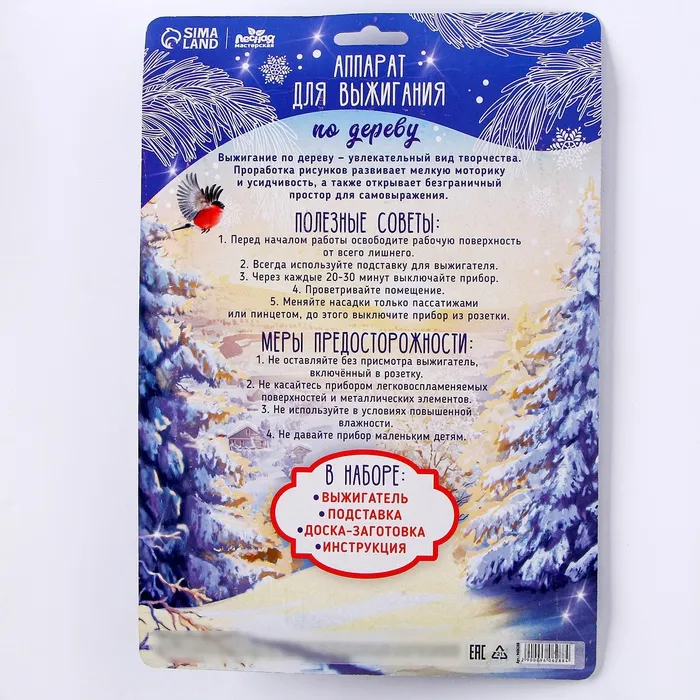 SIMA
LAND
Лесная
мастерская
АППАРАТ
ДЛЯ ВЫЖИГАНИЯ
по дереву
Выжигание по дереву – увлекательный вид творчества.
Проработка рисунков развивает мелкую моторику
и усидчивость, а также открывает безграничный
простор для самовыражения.
ПОЛЕЗНЫЕ СОВЕТЫ:
1. Перед началом работы освободите рабочую поверхность
от всего лишнего.
2. Всегда используйте подставку для выжигателя.
3. Через каждые 20-30 минут выключайте прибор.
4. Проветривайте помещение.
5. Меняйте насадки только пассатижами
или пинцетом, до этого выключите прибор из розетки.
МЕРЫ ПРЕДОСТОРОЖНОСТИ:
1. Не оставляйте без присмотра выжигатель,
включённый в розетку.
2. Не касайтесь прибором легковоспламеняемых
поверхностей и металлических элементов.
3. Не используйте в условиях повышенной
влажности.
4. Не давайте прибор маленьким детям.
В НАБОРЕ:
•ВЫЖИГАТЕЛЬ
•ПОДСТАВКА
•ДОСКА-ЗАГОТОВКА
•ИНСТРУКЦИЯ
EAC
21